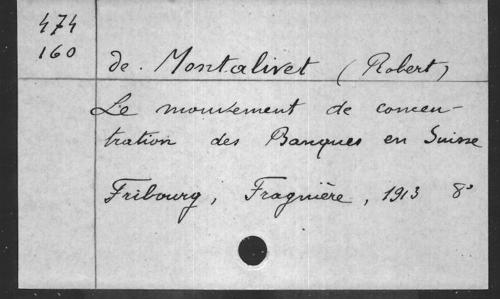 474
160
de Montalivet (Robert)
Le mouvement de concen-
tration des Banques en Suisse
Fribourg, Fragnière, 1913 8°